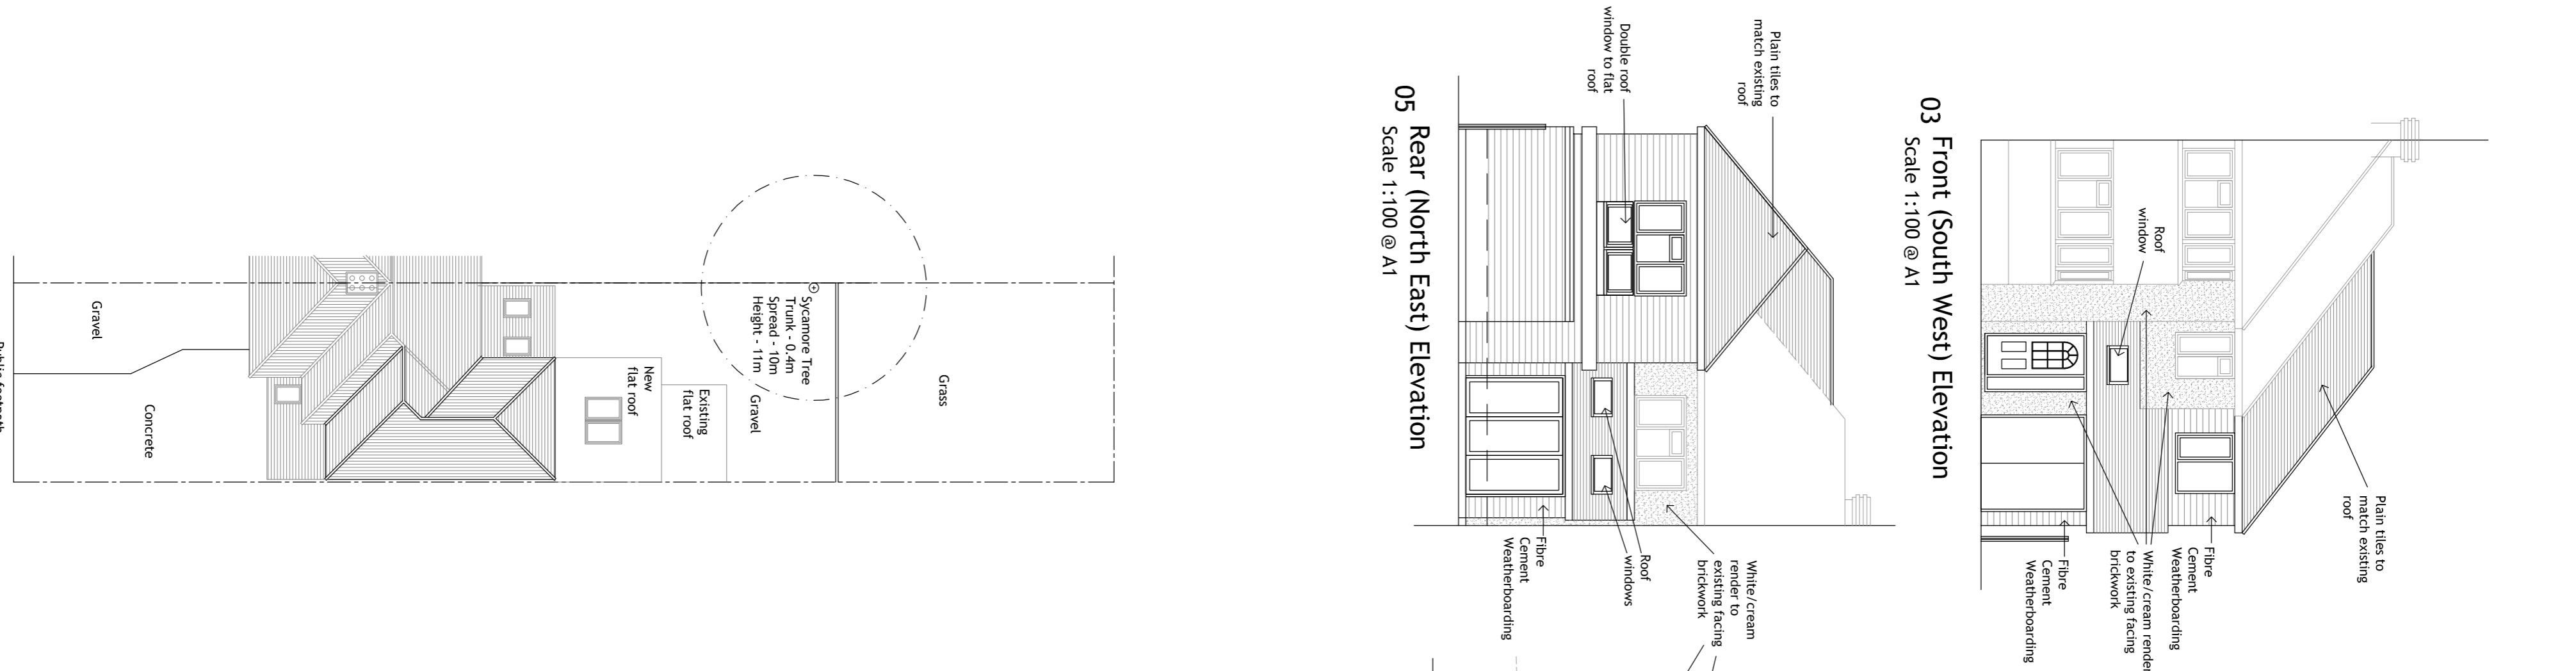 03 Front (South West) Elevation
Scale 1:100 @ A1
Plain tiles to
match existing
roof
Roof
window
Fibre
Cement
Weatherboarding
White/cream render
to existing facing
brickwork
Fibre
Cement
Weatherboarding
05 Rear (North East) Elevation
Scale 1:100 @ A1
Plain tiles to
match existing
roof
Double roof
window to flat
roof
White/cream
render to
existing facing
brickwork
Roof
windows
Fibre
Cement
Weatherboarding
Grass
Sycamore Tree
Trunk - 0.4m
Spread - 10m
Height - 11m
Gravel
Existing
flat roof
New
flat roof
Concrete
Gravel
Public footpath